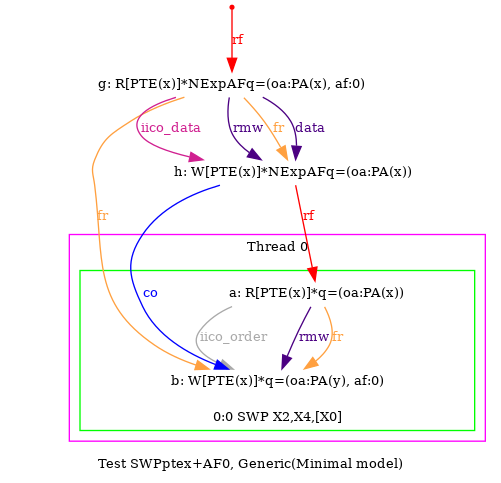 rf
g: R[PTE(x)]*NExpAFq=(oa:PA(x), af:0)
iico_data
rmw
fr
data
h: W[PTE(x)]*NExpAFq=(oa:PA(x))
fr
rf
Thread 0
co
a: R[PTE(x)]*q=(oa:PA(x))
iico_order
rmw
fr
b: W[PTE(x)]*q=(oa:PA(y), af:0)
0:0 SWP X2,X4,[X0]
Test SWPptex+AF0, Generic(Minimal model)